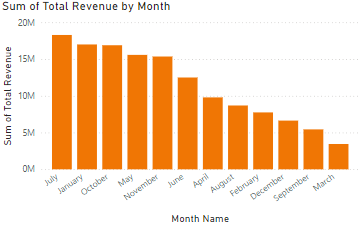 Sum of Total Revenue by Month
Sum of Total Revenue
20M
15M
10M
5M
0M
July
January
October
May
November
June
April
August
February
December
September
March
Month Name